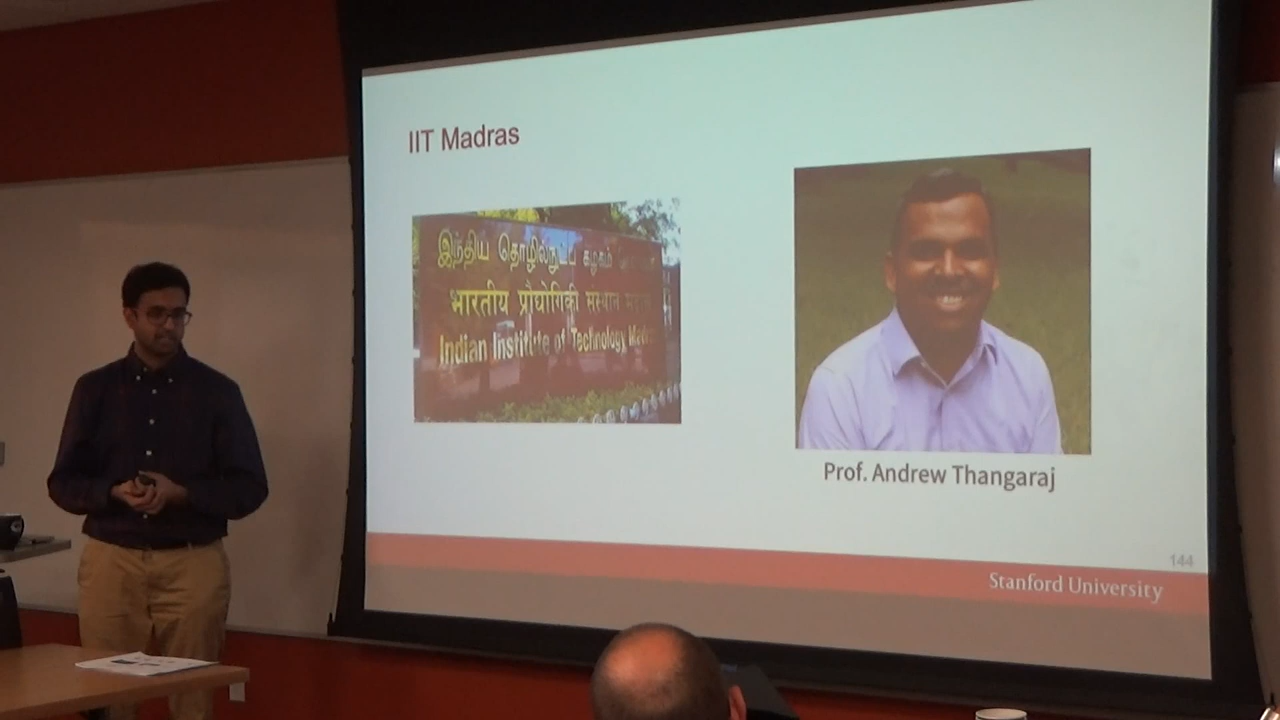 IIT Madras
இந்திய தொழில்நுட்ப கழகம்
भारतीय प्रौद्योगिकी संस्थान
Indian Institute of Technology
Prof. Andrew Thangaraj
144
Stanford University